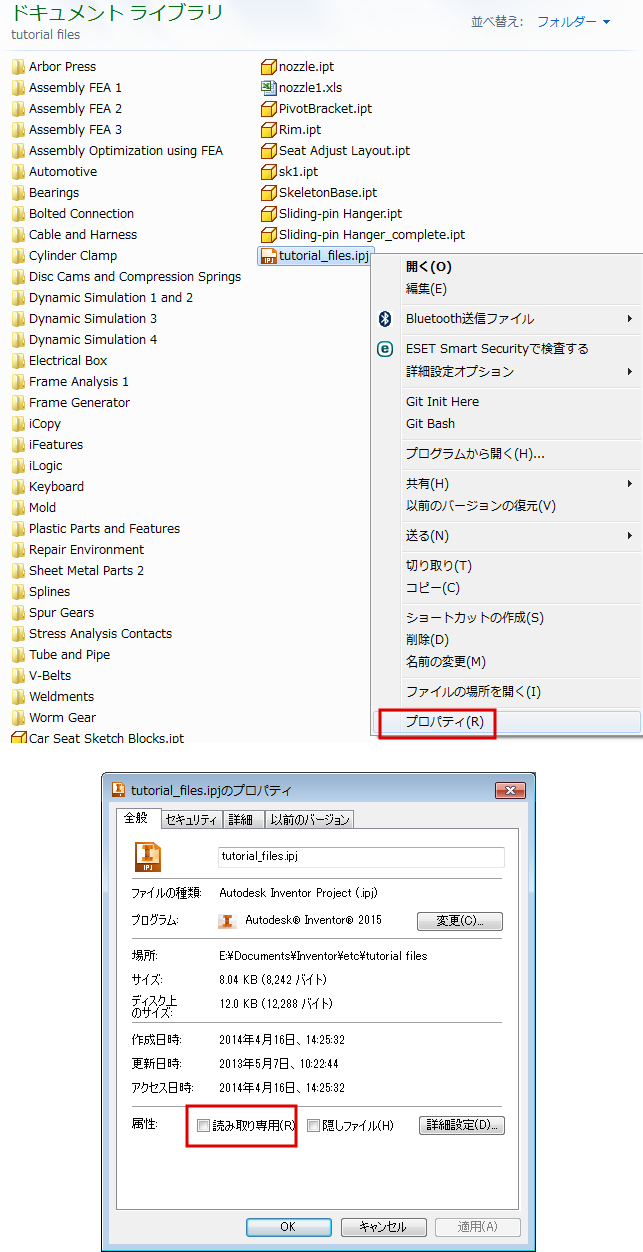 ドキュメント ライブラリ
tutorial files
並べ替え: フォルダー
Arbor Press
Assembly FEA 1
Assembly FEA 2
Assembly FEA 3
Assembly Optimization using FEA
Automotive
Bearings
Bolted Connection
Cable and Harness
Cylinder Clamp
Disc Cams and Compression Springs
Dynamic Simulation 1 and 2
Dynamic Simulation 3
Dynamic Simulation 4
Electrical Box
Frame Analysis 1
Frame Generator
iCopy
iFeatures
iLogic
Keyboard
Mold
Plastic Parts and Features
Repair Environment
Sheet Metal Parts 2
Splines
Spur Gears
Stress Analysis Contacts
Tube and Pipe
V-Belts
Weldments
Worm Gear
Car Seat Sketch Blocks.ipt
nozzle.ipt
nozzle1.xls
PivotBracket.ipt
Rim.ipt
Seat Adjust Layout.ipt
sk1.ipt
SkeletonBase.ipt
Sliding-pin Hanger.ipt
Sliding-pin Hanger_complete.ipt
tutorial_files.ipj
開く(O)
編集(E)
Bluetooth送信ファイル
ESET Smart Securityで検査する
詳細設定オプション
Git Init Here
Git Bash
プログラムから開く(H)...
共有(H)
以前のバージョンの復元(V)
送る(N)
切り取り(T)
コピー(C)
ショートカットの作成(S)
削除(D)
名前の変更(M)
ファイルの場所を開く(I)
プロパティ(R)
tutorial_files.ipjのプロパティ
全般 セキュリティ 詳細 以前のバージョン
IPJ
tutorial_files.ipj
ファイルの種類: Autodesk Inventor Project (.ipj)
プログラム: Autodesk® Inventor® 2015 変更(C)...
場所: E:¥Documents¥Inventor¥etc¥tutorial files
サイズ: 8.04 KB (8,242 バイト)
ディスク上
のサイズ: 12.0 KB (12,288 バイト)
作成日時: 2014年4月16日、14:25:32
更新日時: 2013年5月7日、10:22:44
アクセス日時: 2014年4月16日、14:25:32
属性: 読み取り専用(R) 隠しファイル(H) 詳細設定(D)...
OK キャンセル 適用(A)